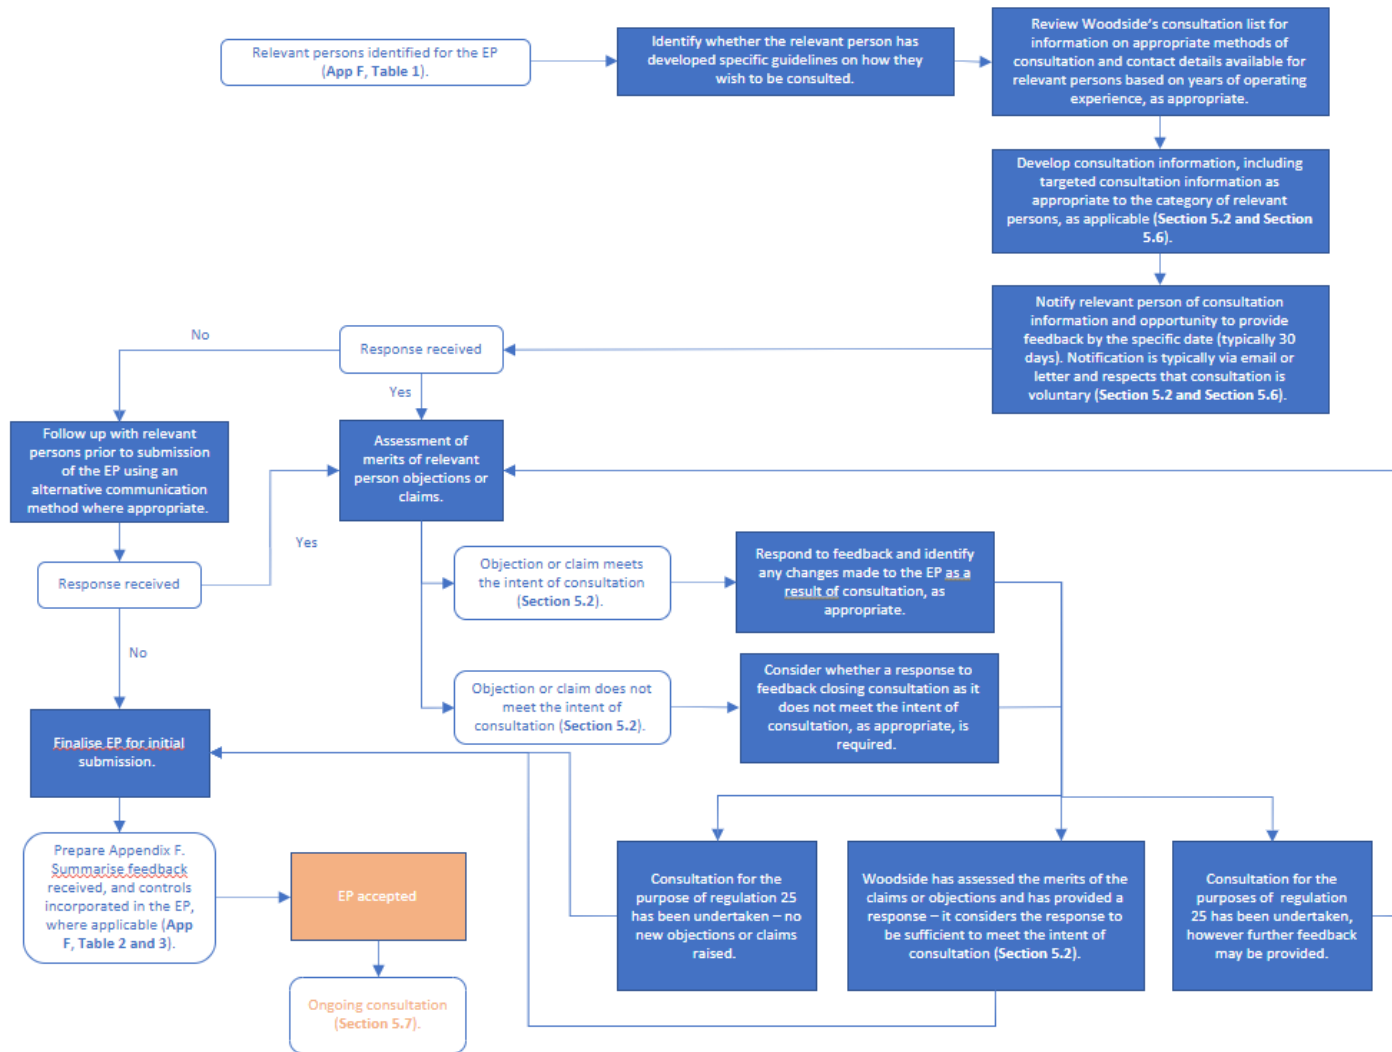 Relevant persons identified for the EP
(App F, Table 1).
Identify whether the relevant person has
developed specific guidelines on how they
wish to be consulted.
Review Woodside's consultation list for
information on appropriate methods of
consultation and contact details available for
relevant persons based on years of operating
experience, as appropriate.
Develop consultation information, including
targeted consultation information as
appropriate to the category of relevant
persons, as applicable (Section 5.2 and Section
5.6).
Notify relevant person of consultation
information and opportunity to provide
feedback by the specific date (typically 30
days). Notification is typically via email or
letter and respects that consultation is
voluntary (Section 5.2 and Section 5.6).
Response received
No
Yes
Follow up with relevant
persons prior to submission
of the EP using an
alternative communication
method where appropriate.
Assessment of
merits of relevant
person objections or
claims.
Response received
Yes
No
Objection or claim meets
the intent of consultation
(Section 5.2).
Respond to feedback and identify
any changes made to the EP as a
result of consultation, as
appropriate.
Objection or claim does not
meet the intent of
consultation (Section 5.2).
Consider whether a response to
feedback closing consultation as it
does not meet the intent of
consultation, as appropriate, is
required.
Finalise EP for initial
submission.
Prepare Appendix F.
Summarise feedback
received, and controls
incorporated in the EP,
where applicable (App
F, Table 2 and 3).
EP accepted
Ongoing consultation
(Section 5.7).
Consultation for the
purpose of regulation 25
has been undertaken – no
new objections or claims
raised.
Woodside has assessed the merits of the
claims or objections and has provided a
response – it considers the response to
be sufficient to meet the intent of
consultation (Section 5.2).
Consultation for the
purposes of regulation
25 has been undertaken,
however further feedback
may be provided.